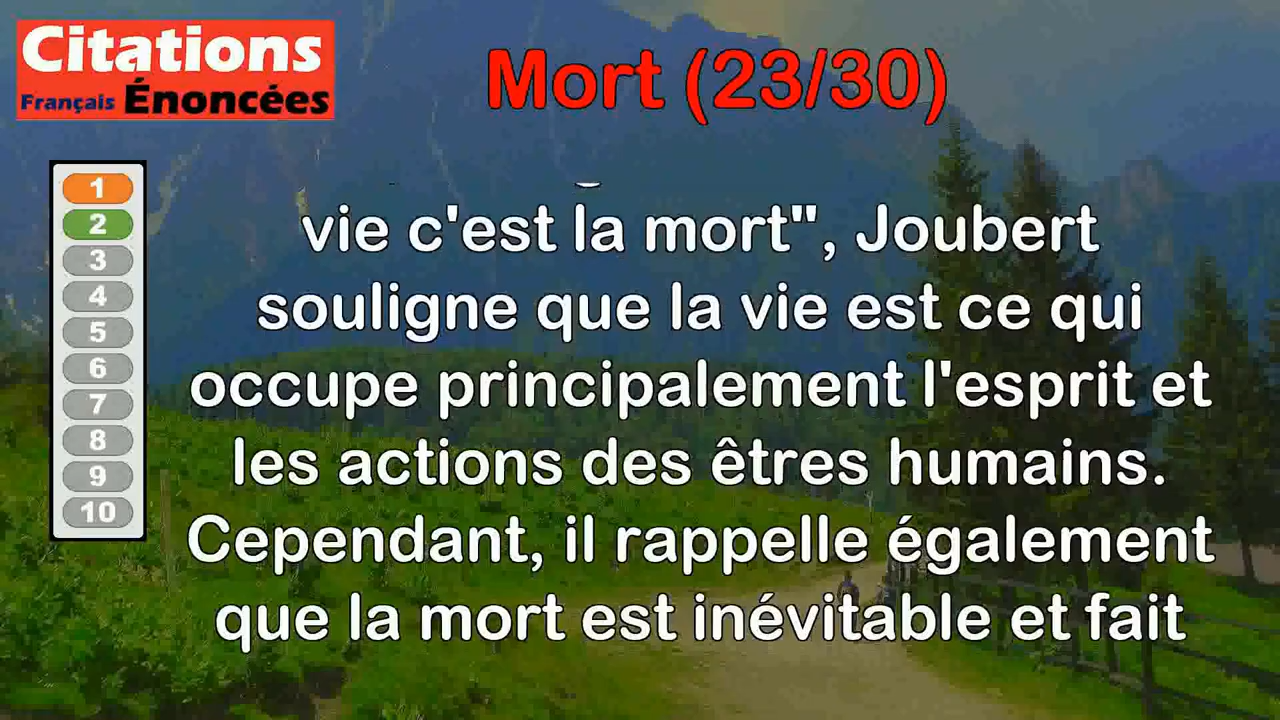 Citations
Français Énoncées
Mort (23/30)
1
2
3
4
5
6
7
8
9
10
vie c'est la mort", Joubert
souligne que la vie est ce qui
occupe principalement l'esprit et
les actions des êtres humains.
Cependant, il rappelle également
que la mort est inévitable et fait